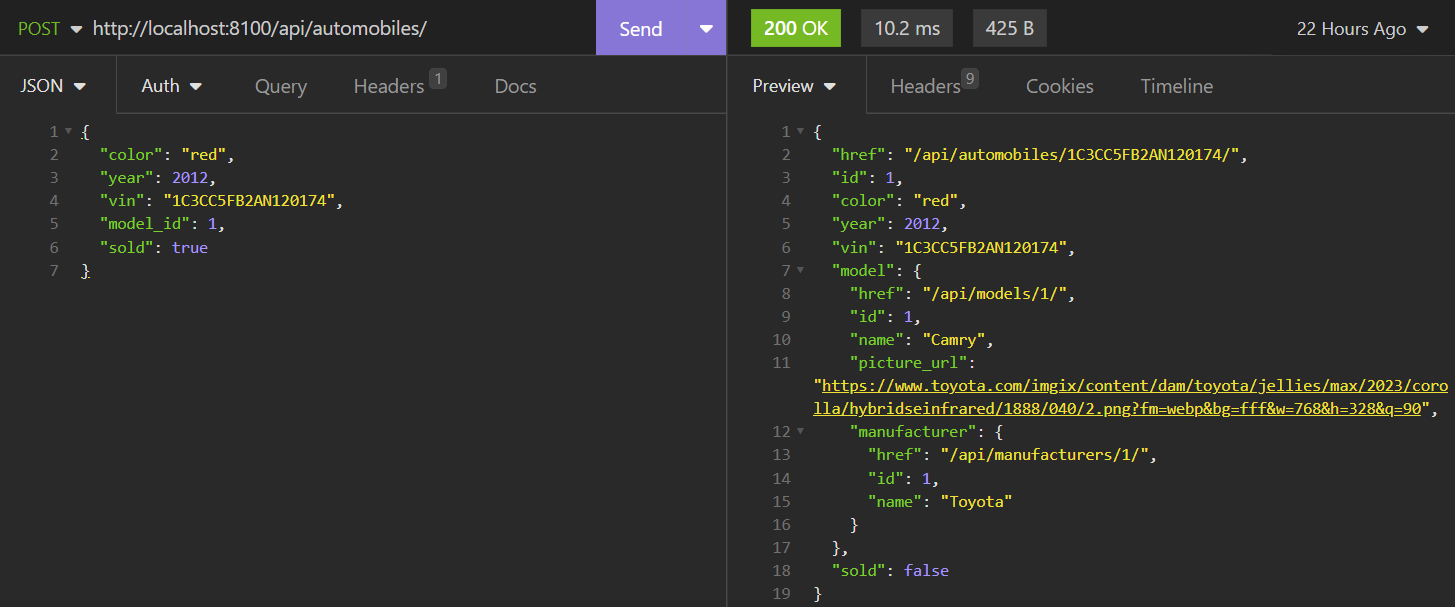 POST http://localhost:8100/api/automobiles/ Send 200 OK 10.2 ms 425 B 22 Hours Ago
JSON Auth Query Headers 1 Docs
1 {
2 "color": "red",
3 "year": 2012,
4 "vin": "1C3CC5FB2AN120174",
5 "model_id": 1,
6 "sold": true
7 }
Preview Headers 9 Cookies Timeline
1 {
2 "href": "/api/automobiles/1C3CC5FB2AN120174/",
3 "id": 1,
4 "color": "red",
5 "year": 2012,
6 "vin": "1C3CC5FB2AN120174",
7 "model": {
8 "href": "/api/models/1/",
9 "id": 1,
10 "name": "Camry",
11 "picture_url":
"https://www.toyota.com/imgix/content/dam/toyota/jellies/max/2023/coro
lla/hybridseinfrared/1888/040/2.png?fm=webp&bg=fff&w=768&h=328&q=90",
12 "manufacturer": {
13 "href": "/api/manufacturers/1/",
14 "id": 1,
15 "name": "Toyota"
16 }
17 },
18 "sold": false
19 }